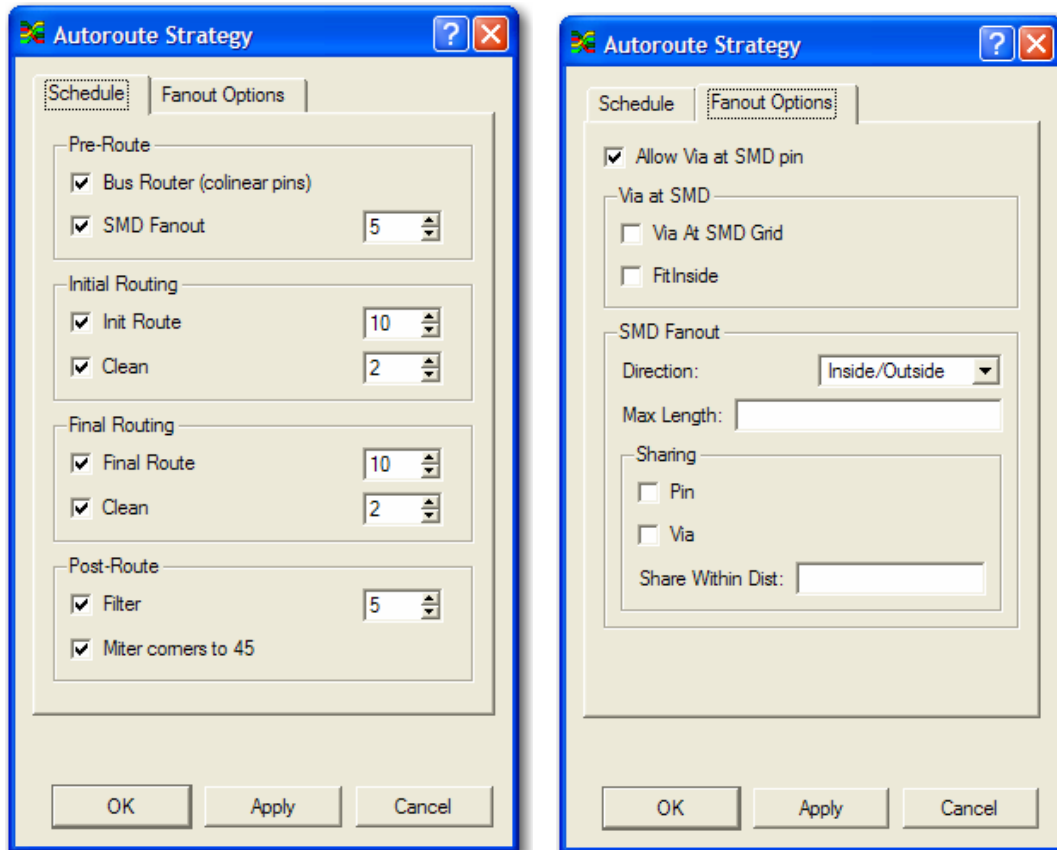 Autoroute Strategy
Schedule Fanout Options
Pre-Route
Bus Router (colinear pins)
SMD Fanout 5
Initial Routing
Init Route 10
Clean 2
Final Routing
Final Route 10
Clean 2
Post-Route
Filter 5
Miter corners to 45
OK Apply Cancel
Autoroute Strategy
Schedule Fanout Options
Allow Via at SMD pin
Via at SMD
Via At SMD Grid
FitInside
SMD Fanout
Direction: Inside/Outside
Max Length:
Sharing
Pin
Via
Share Within Dist:
OK Apply Cancel